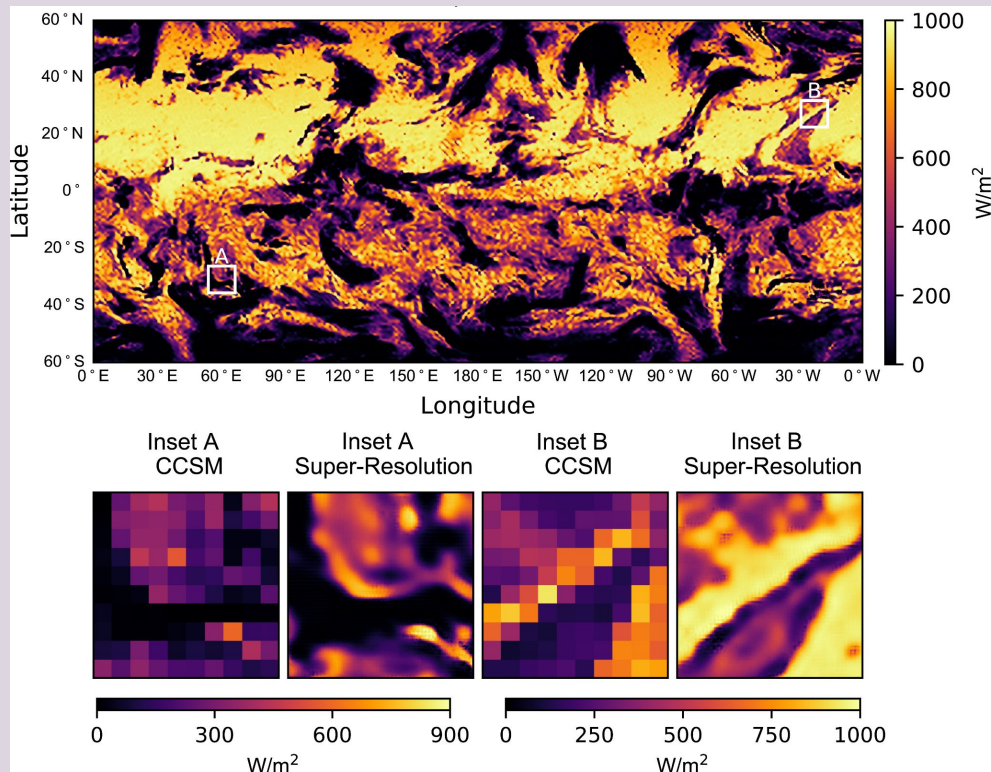 60°N
40°N
20°N
0°
20°S
40°S
60°S
Latitude
A
B
0°E 30°E 60°E 90°E 120°E 150°E 180°E 150°W 120°W 90°W 60°W 30°W 0°W
Longitude
1000
800
600
400
200
0
W/m²
Inset A
CCSM
Inset A
Super-Resolution
Inset B
CCSM
Inset B
Super-Resolution
0 300 600 900
W/m²
0 250 500 750 1000
W/m²